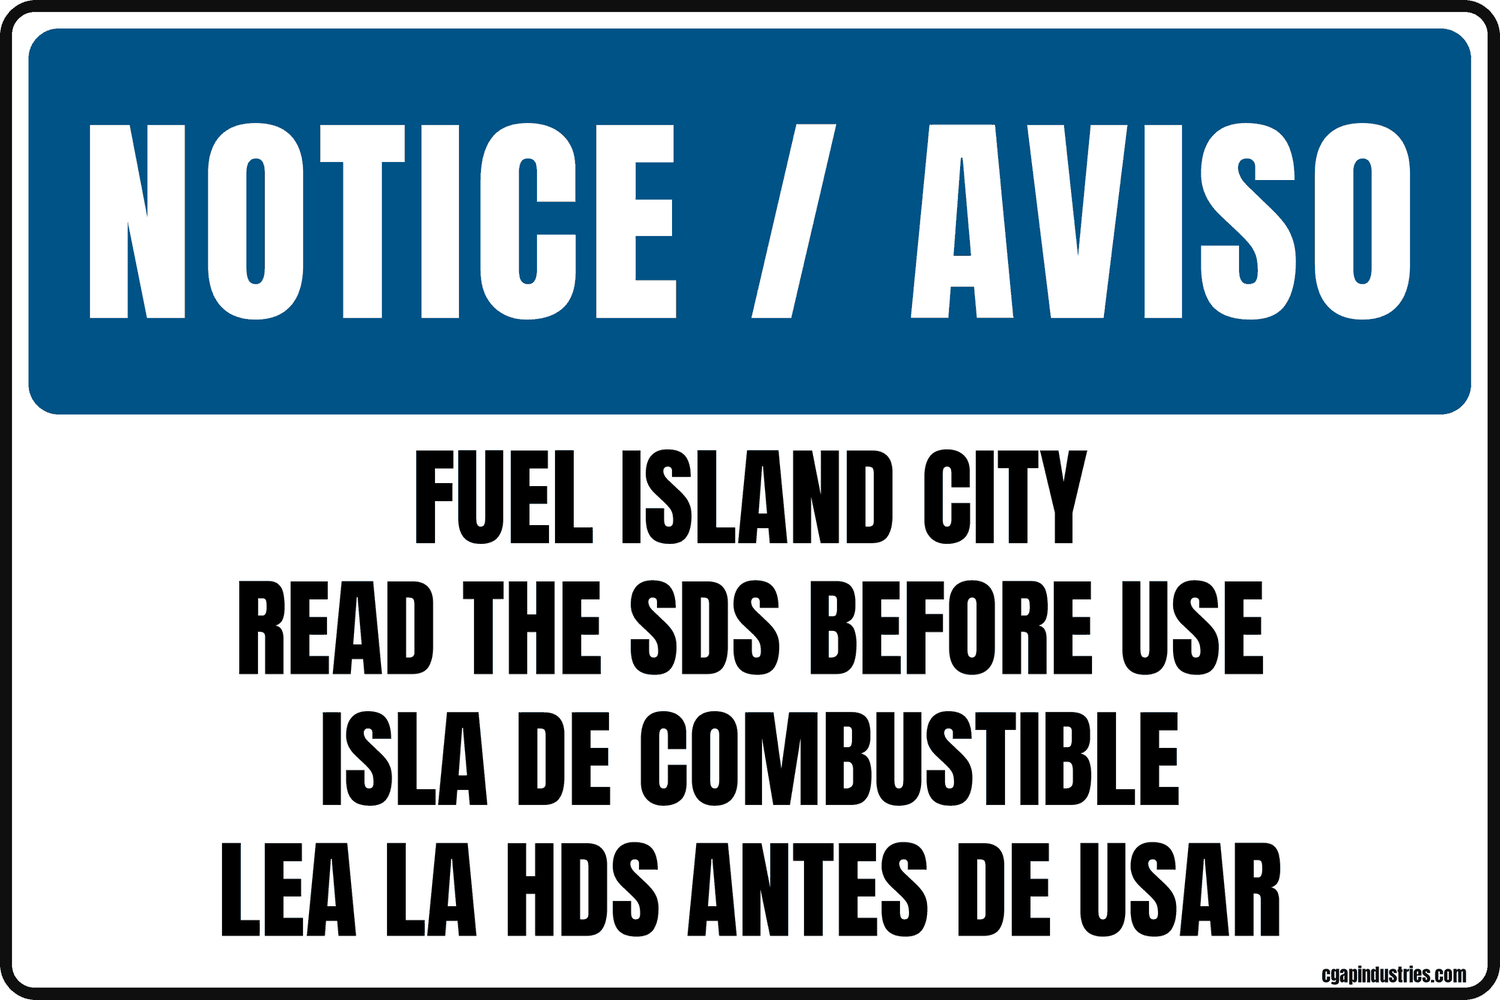 NOTICE / AVISO
FUEL ISLAND CITY
READ THE SDS BEFORE USE
ISLA DE COMBUSTIBLE
LEA LA HDS ANTES DE USAR
cgapindustries.com